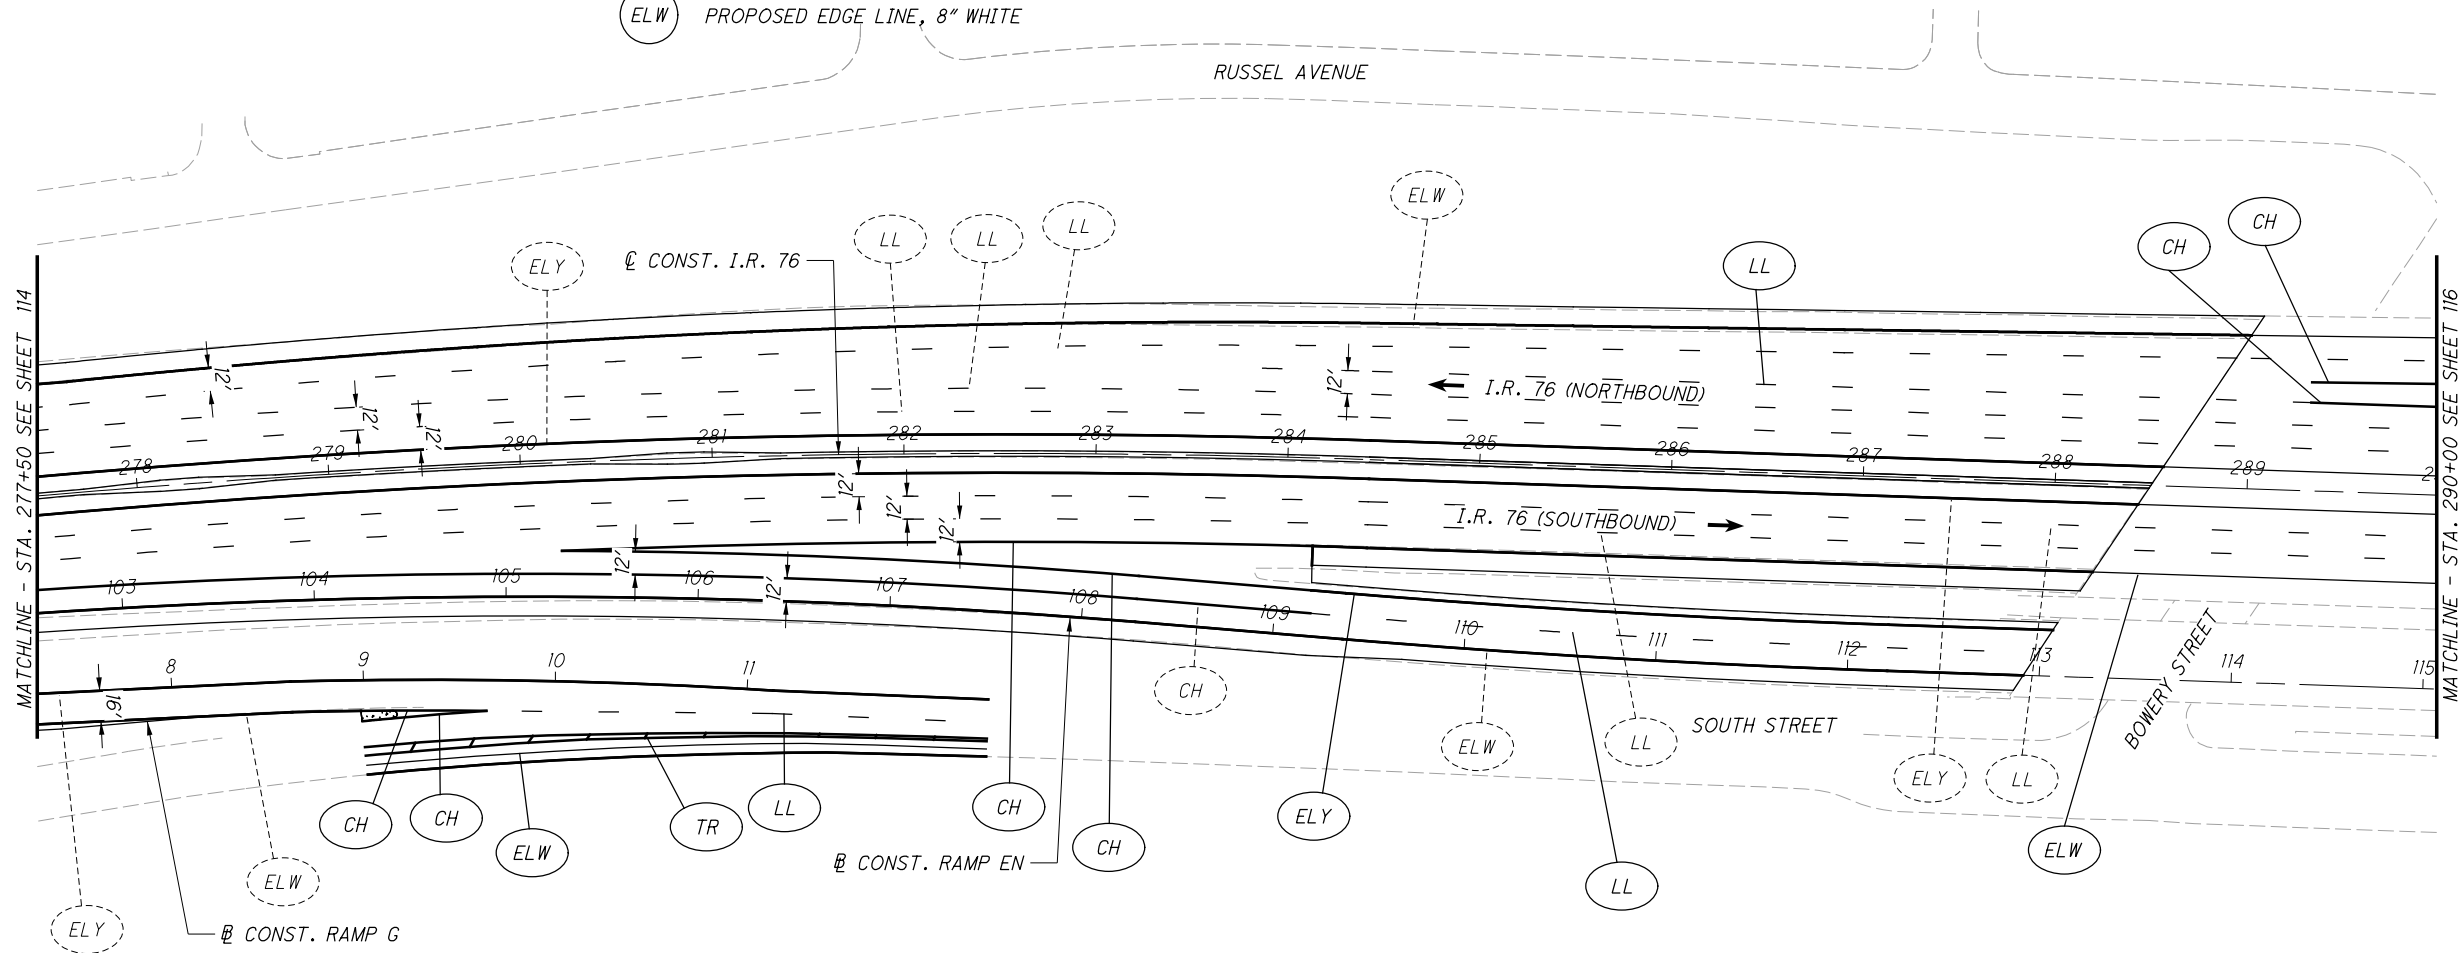 ELW PROPOSED EDGE LINE, 8" WHITE
RUSSEL AVENUE
ELW
LL
LL
LL
CH
CH
ELY
℄ CONST. I.R. 76
LL
MATCHLINE - STA. 277+50 SEE SHEET 114
MATCHLINE - STA. 290+00 SEE SHEET 116
12'
12'
12'
12'
I.R. 76 (NORTHBOUND)
278
279
280
281
282
283
284
285
286
287
288
289
2
12'
12'
12'
I.R. 76 (SOUTHBOUND)
12'
12'
103
104
105
106
107
108
109
110
111
112
113
114
115
8
9
10
11
16'
CH
SOUTH STREET
BOWERY STREET
ELW
LL
ELY
LL
CH
CH
ELW
TR
LL
CH
CH
ELY
ELW
LL
ELW
ELY
BL CONST. RAMP EN
BL CONST. RAMP G